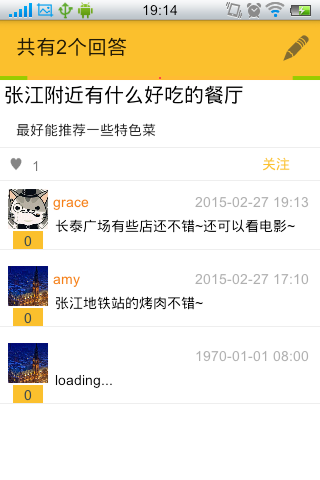 19:14
共有2个回答
张江附近有什么好吃的餐厅
最好能推荐一些特色菜
1
关注
grace 2015-02-27 19:13
长泰广场有些店还不错~还可以看电影~
0
amy 2015-02-27 17:10
张江地铁站的烤肉不错~
0
1970-01-01 08:00
loading...
0